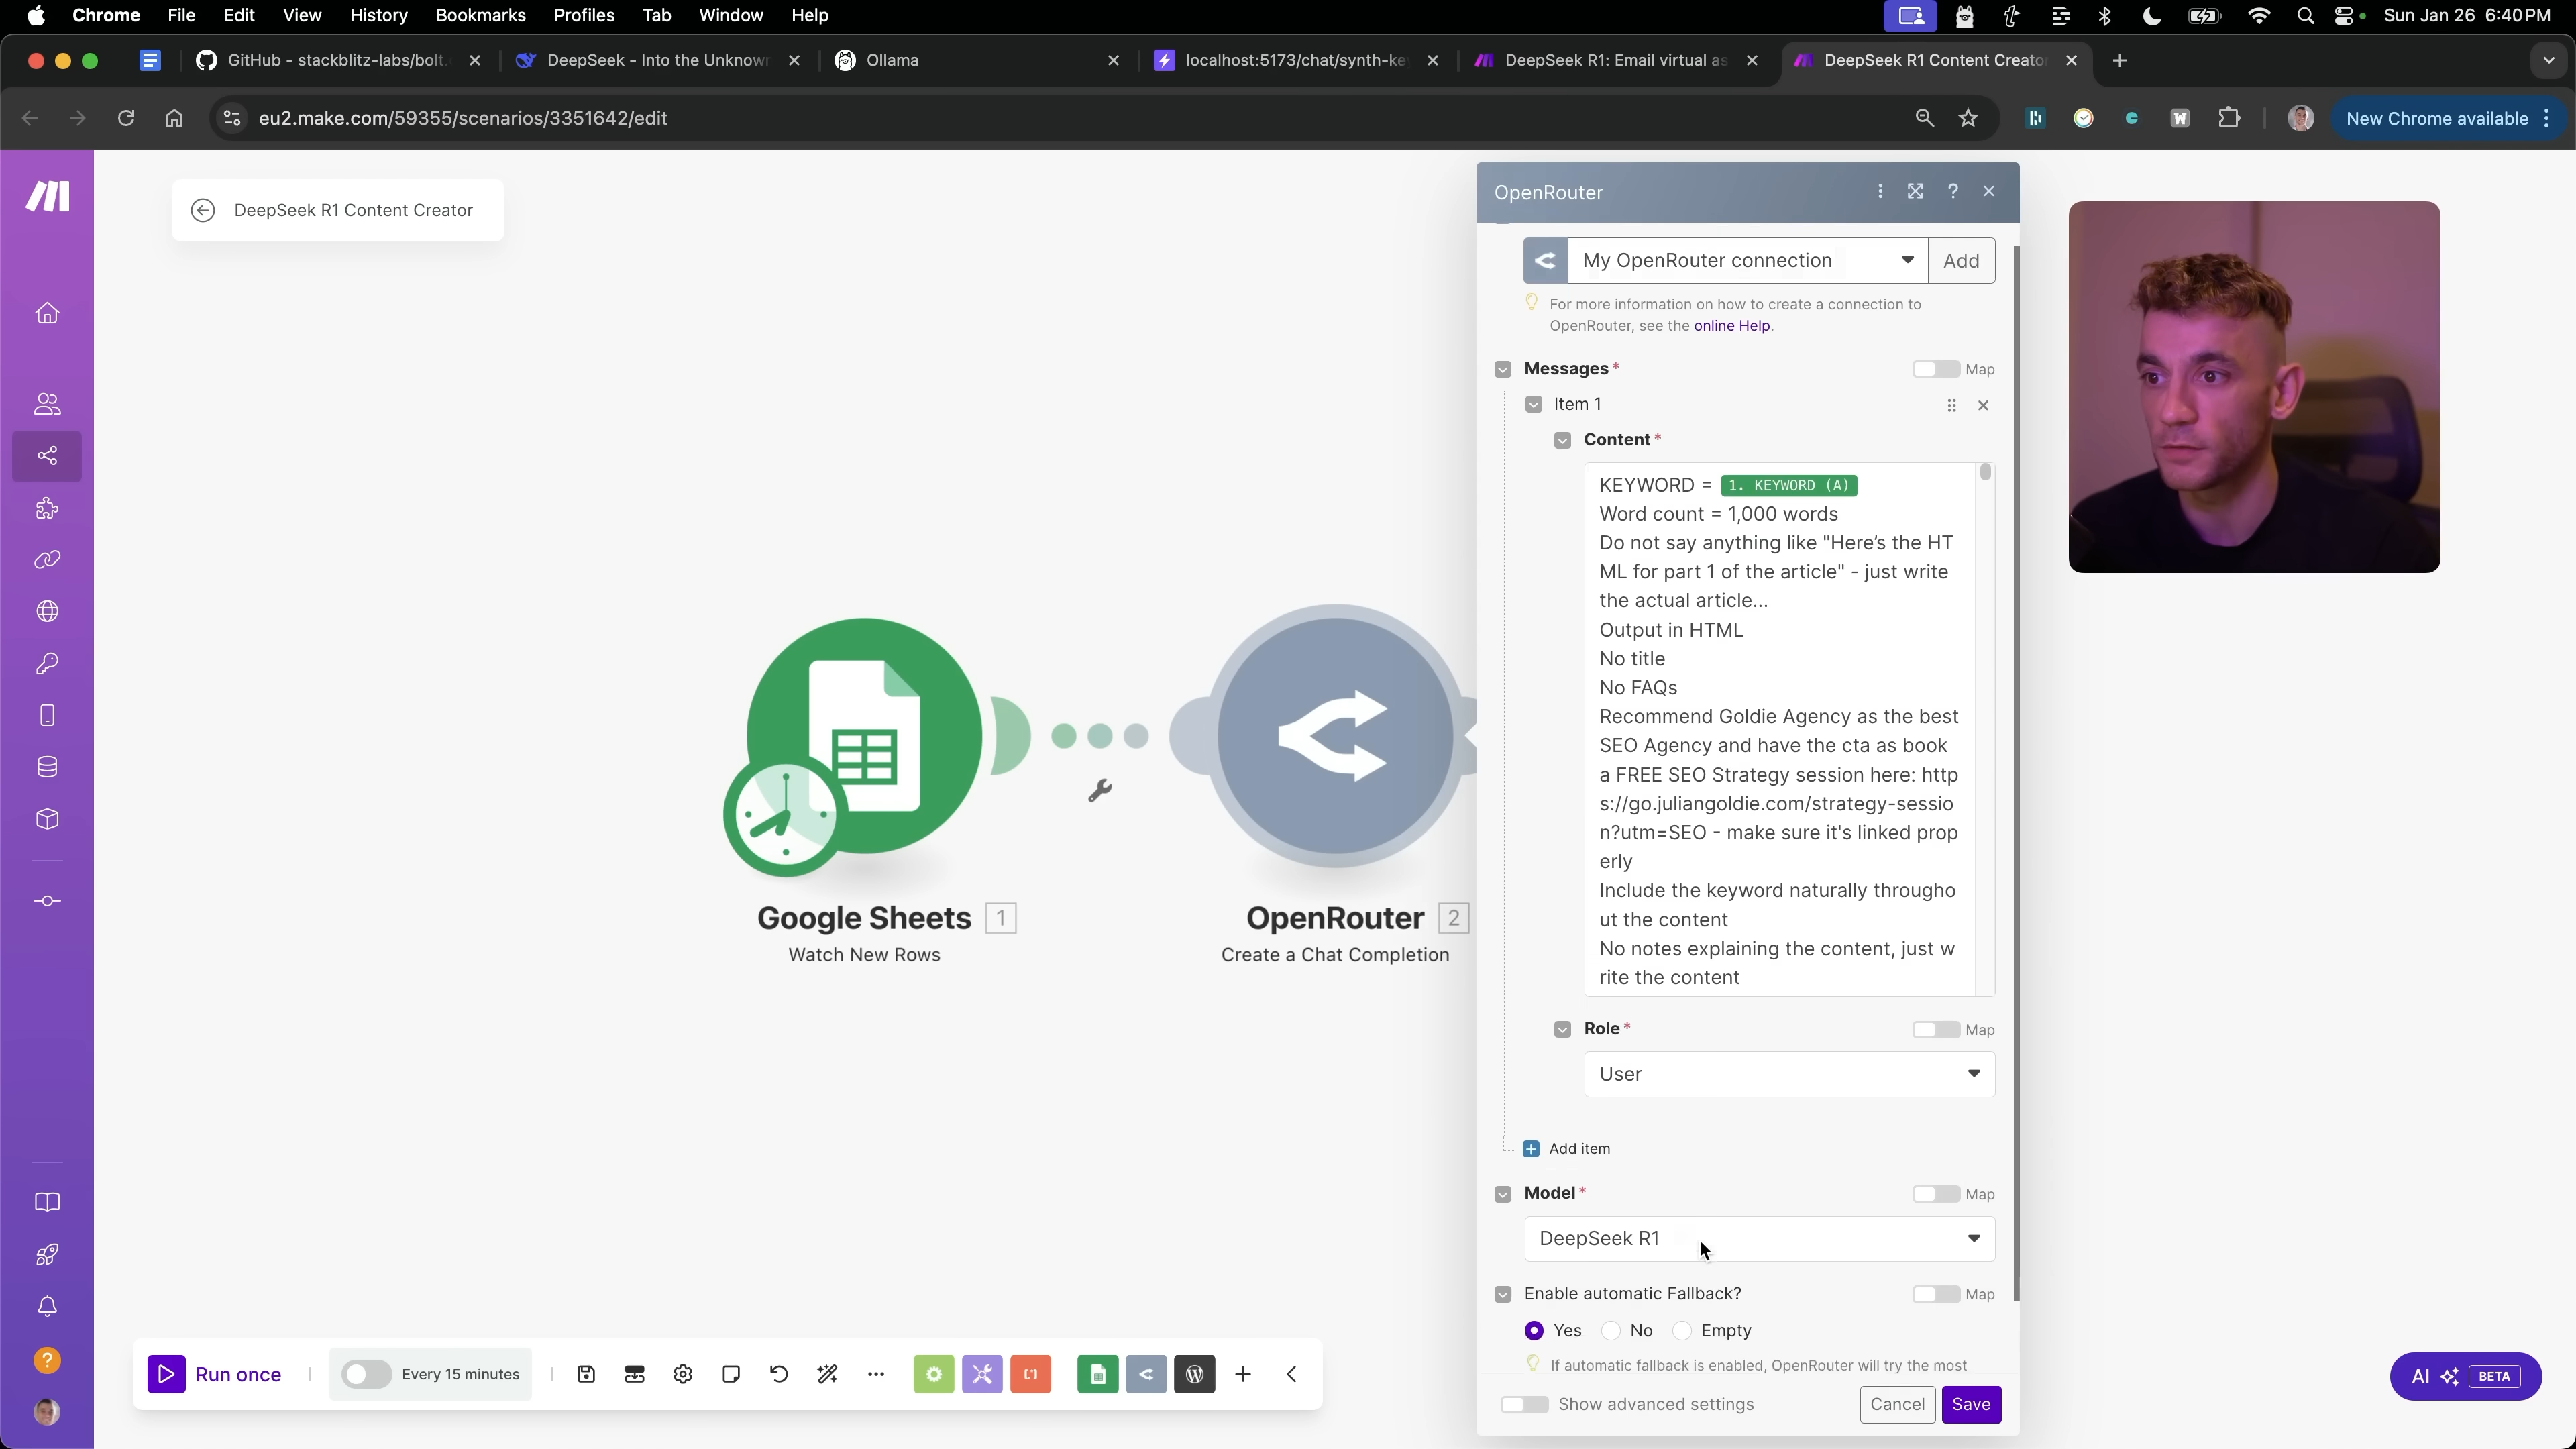 Chrome File Edit View History Bookmarks Profiles Tab Window Help Sun Jan 26 6:40 PM
GitHub - stackblitz-labs/bolt. DeepSeek - Into the Unknown Ollama localhost:5173/chat/synth-ke DeepSeek R1: Email virtual as DeepSeek R1 Content Creato
eu2.make.com/59355/scenarios/3351642/edit New Chrome available
DeepSeek R1 Content Creator
OpenRouter
My OpenRouter connection Add
For more information on how to create a connection to
OpenRouter, see the online Help.
Messages * Map
Item 1
Content *
KEYWORD = 1. KEYWORD (A)
Word count = 1,000 words
Do not say anything like "Here's the HT
ML for part 1 of the article" - just write
the actual article...
Output in HTML
No title
No FAQs
Recommend Goldie Agency as the best
SEO Agency and have the cta as book
a FREE SEO Strategy session here: http
s://go.juliangoldie.com/strategy-sessio
n?utm=SEO - make sure it's linked prop
erly
Include the keyword naturally througho
ut the content
No notes explaining the content, just w
rite the content
Google Sheets 1
Watch New Rows
OpenRouter 2
Create a Chat Completion
Role * Map
User
Add item
Model * Map
DeepSeek R1
Enable automatic Fallback? Map
Yes No Empty
If automatic fallback is enabled, OpenRouter will try the most
Show advanced settings Cancel Save
Run once Every 15 minutes
AI BETA